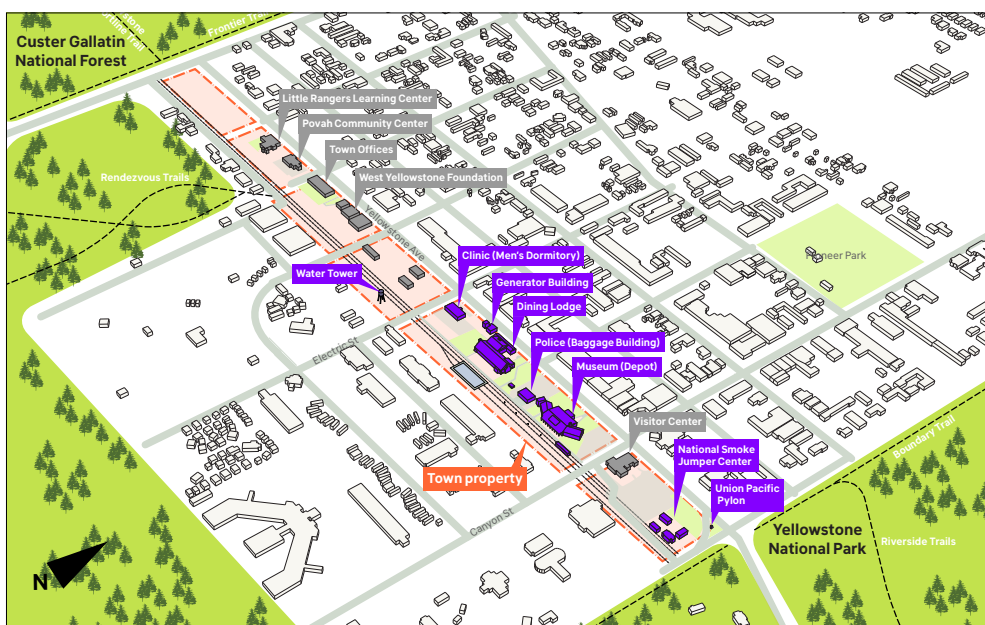 Frontier Trail
Custer Gallatin
National Forest
Little Rangers Learning Center
Povah Community Center
Town Offices
West Yellowstone Foundation
Rendezvous Trails
Yellowstone Ave
Pioneer Park
Clinic (Men's Dormitory)
Water Tower
Generator Building
Dining Lodge
Electric St
Police (Baggage Building)
Museum (Depot)
Visitor Center
Town property
National Smoke
Jumper Center
Boundary Trail
Union Pacific
Pylon
Canyon St
Yellowstone
National Park
Riverside Trails
N